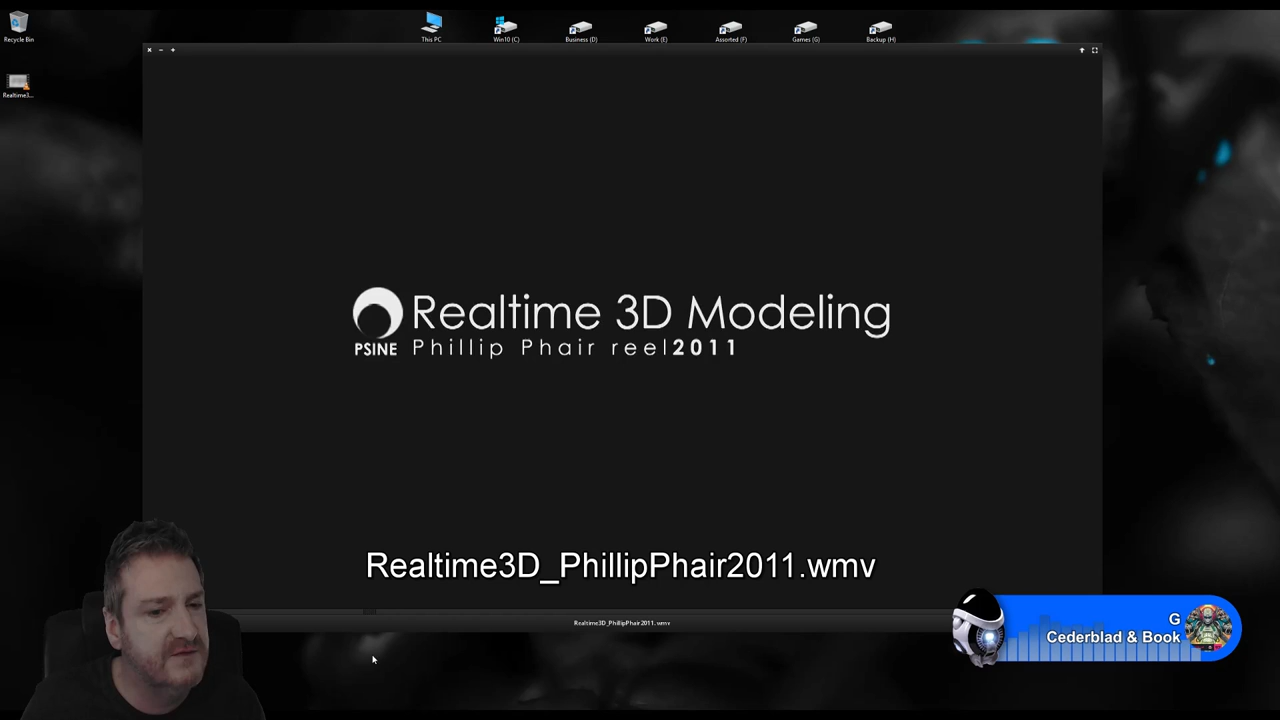 Recycle Bin
This PC
Win10 (C)
Business (D)
Work (E)
Assorted (F)
Games (G)
Backup (H)
Realtime3...
Realtime 3D Modeling
PSINE
Phillip Phair reel2011
Realtime3D_PhillipPhair2011.wmv
Realtime3D_PhillipPhair2011.wmv
G
Cederblad & Book